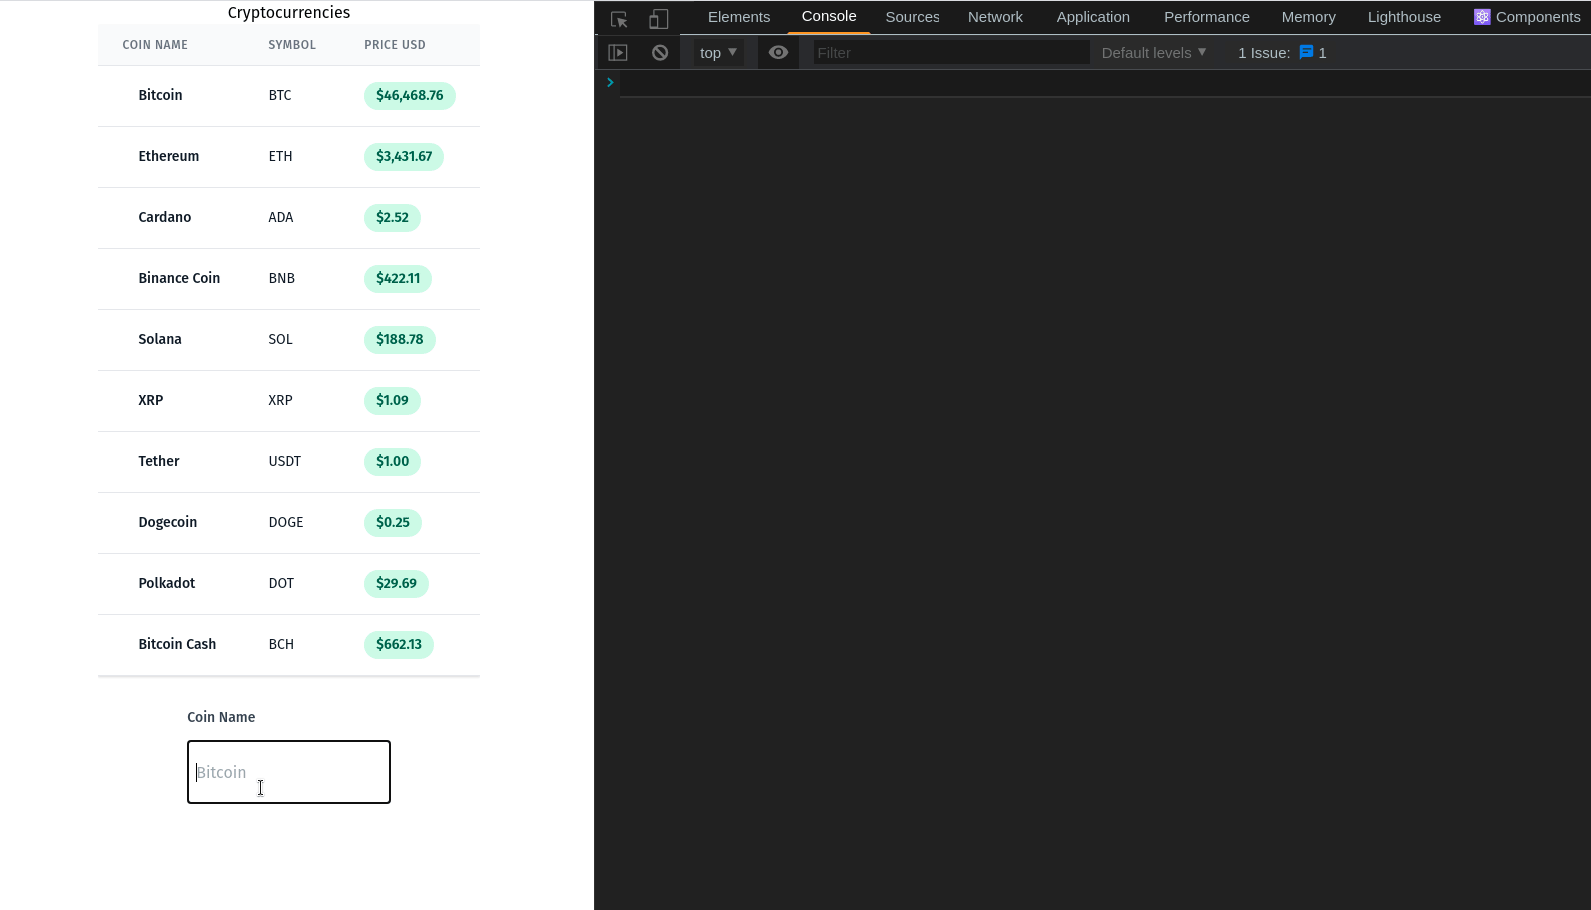 Cryptocurrencies
COIN NAME SYMBOL PRICE USD
Bitcoin BTC $46,468.76
Ethereum ETH $3,431.67
Cardano ADA $2.52
Binance Coin BNB $422.11
Solana SOL $188.78
XRP XRP $1.09
Tether USDT $1.00
Dogecoin DOGE $0.25
Polkadot DOT $29.69
Bitcoin Cash BCH $662.13
Coin Name
Bitcoin
Elements Console Sources Network Application Performance Memory Lighthouse Components
top Filter Default levels 1 Issue: 1